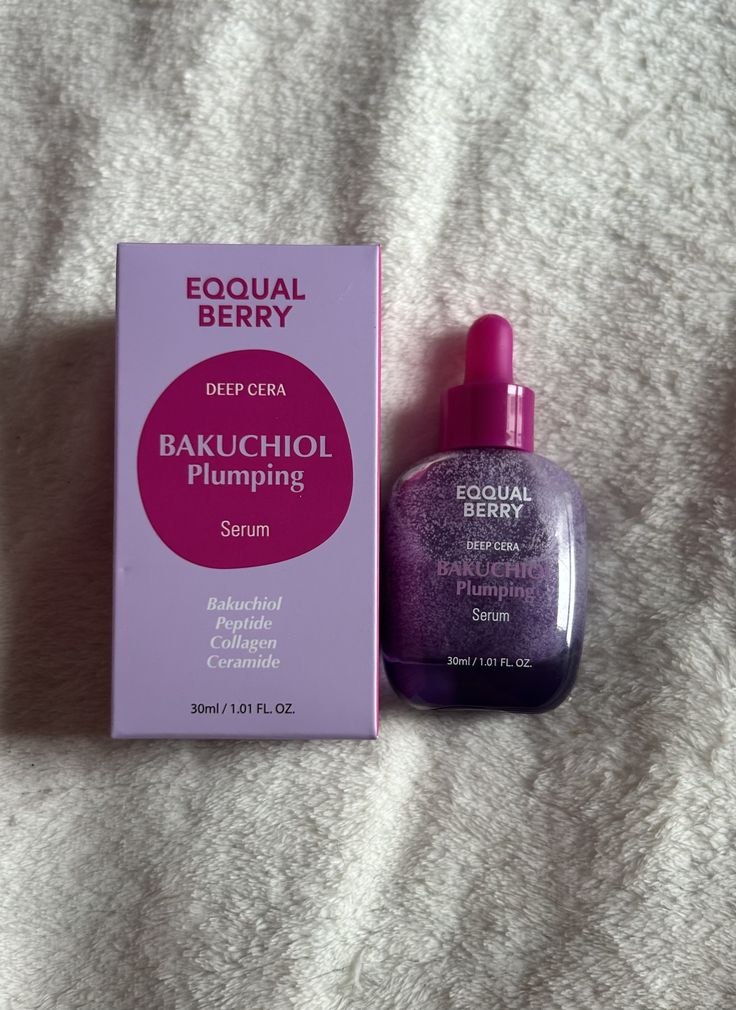 EQQUAL
BERRY
DEEP CERA
BAKUCHIOL
Plumping
Serum
Bakuchiol
Peptide
Collagen
Ceramide
30ml / 1.01 FL. OZ.
EQQUAL
BERRY
DEEP CERA
BAKUCHIOL
Plumping
Serum
30ml / 1.01 FL. OZ.